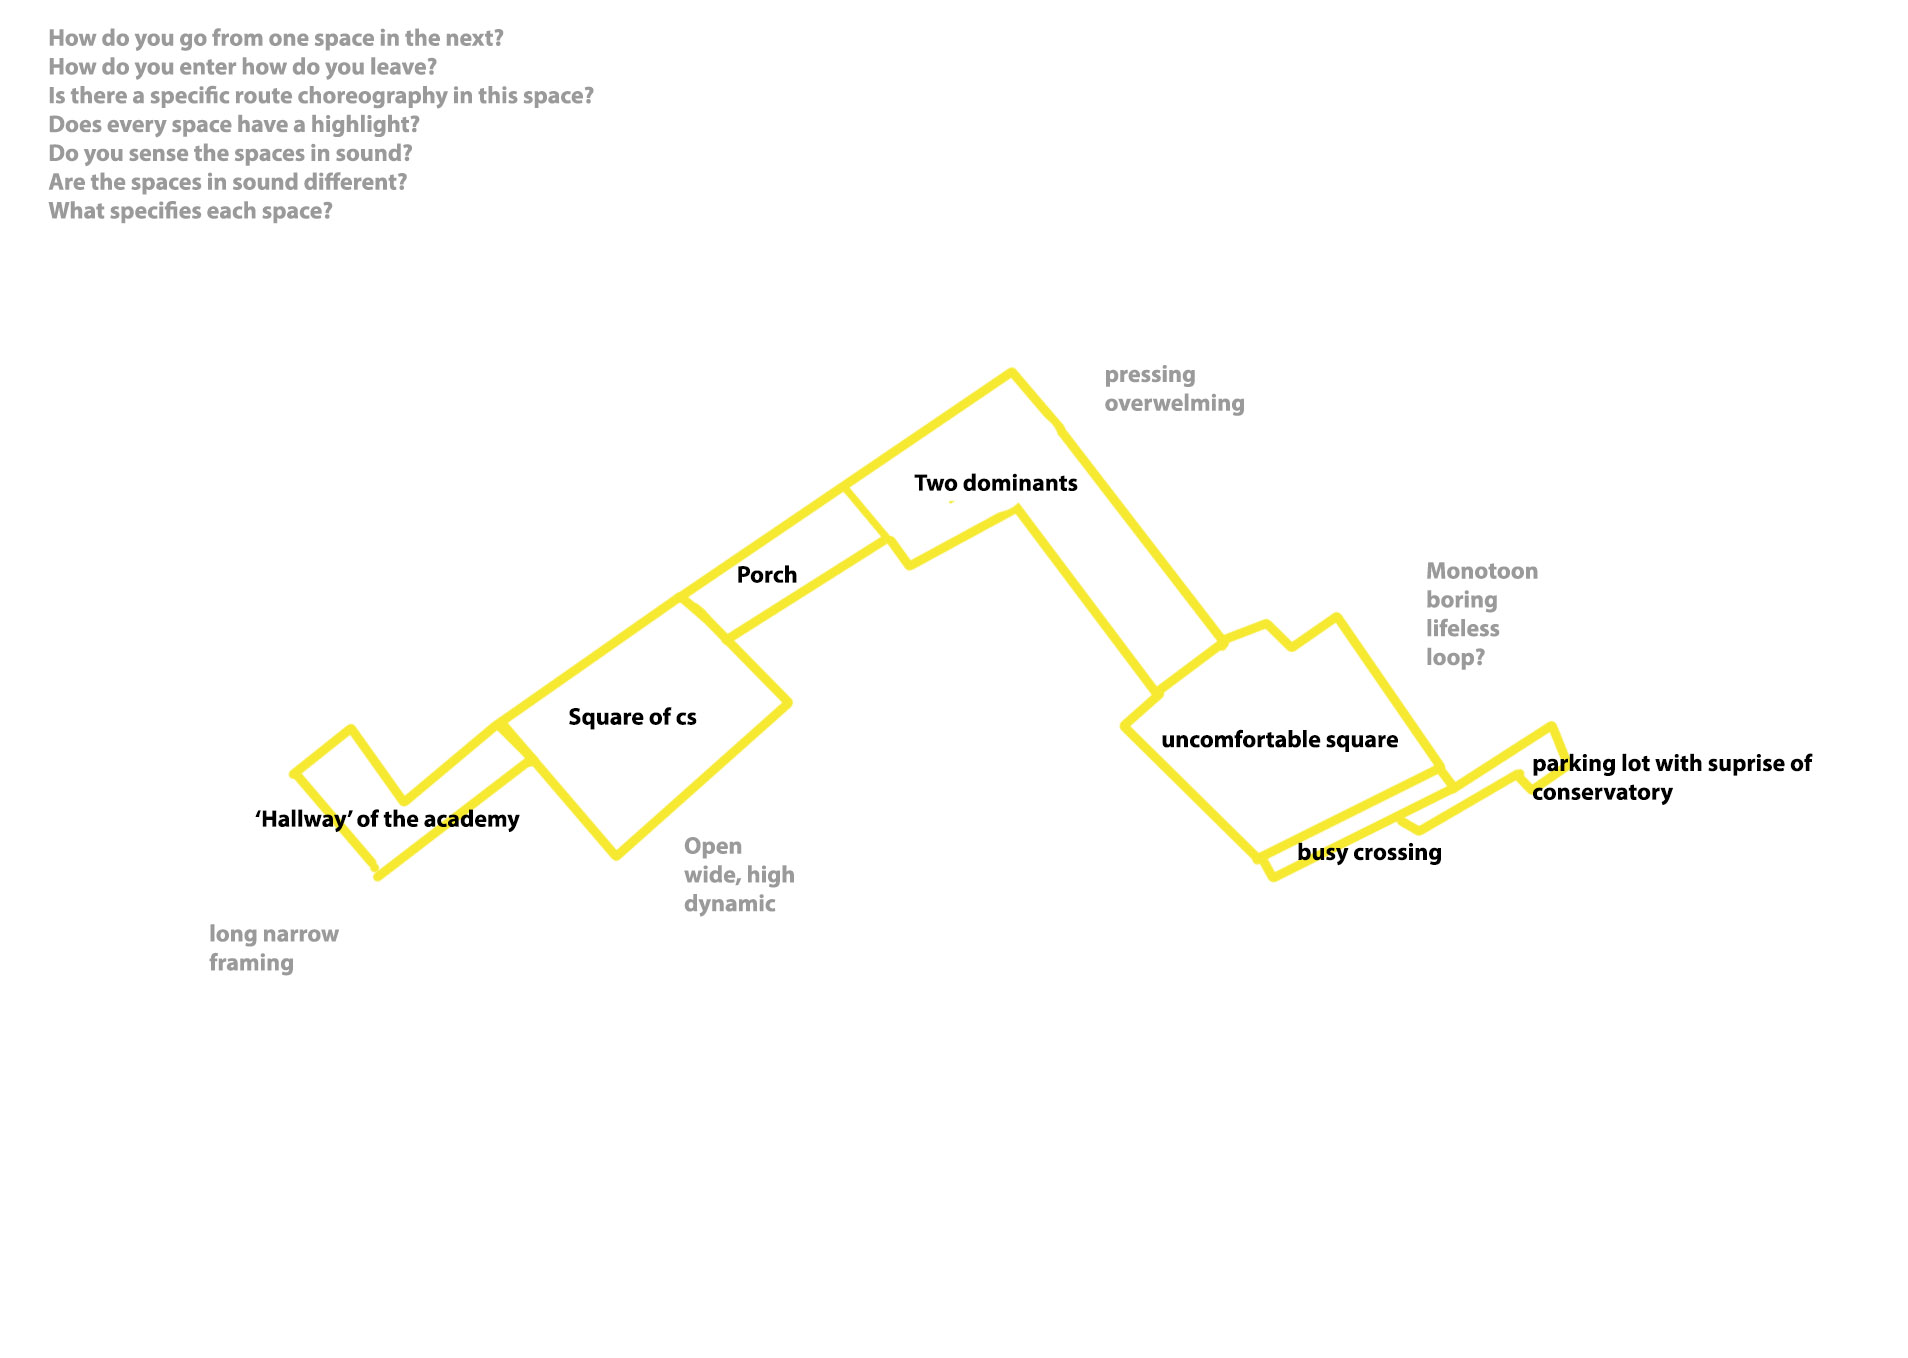 How do you go from one space in the next?
How do you enter how do you leave?
Is there a specific route choreography in this space?
Does every space have a highlight?
Do you sense the spaces in sound?
Are the spaces in sound different?
What specifies each space?
pressing
overwelming
Two dominants
Porch
Monotoon
boring
lifeless
loop?
Square of cs
uncomfortable square
parking lot with suprise of
conservatory
‘Hallway’ of the academy
Open
wide, high
dynamic
busy crossing
long narrow
framing